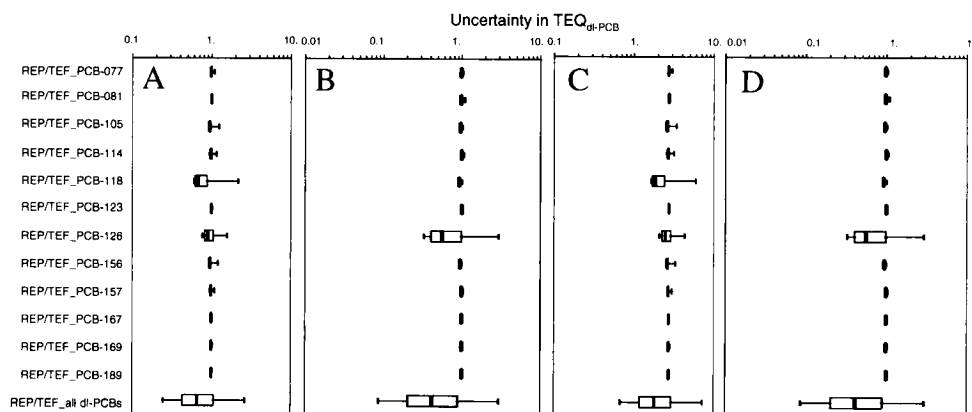 Uncertainty in TEQdl-PCB
0.1 1. 10. 0.01 0.1 1. 10. 0.1 1. 10. 0.01 0.1 1. 1
A B C D
REP/TEF_PCB-077
REP/TEF_PCB-081
REP/TEF_PCB-105
REP/TEF_PCB-114
REP/TEF_PCB-118
REP/TEF_PCB-123
REP/TEF_PCB-126
REP/TEF_PCB-156
REP/TEF_PCB-157
REP/TEF_PCB-167
REP/TEF_PCB-169
REP/TEF_PCB-189
REP/TEF_all dl-PCBs